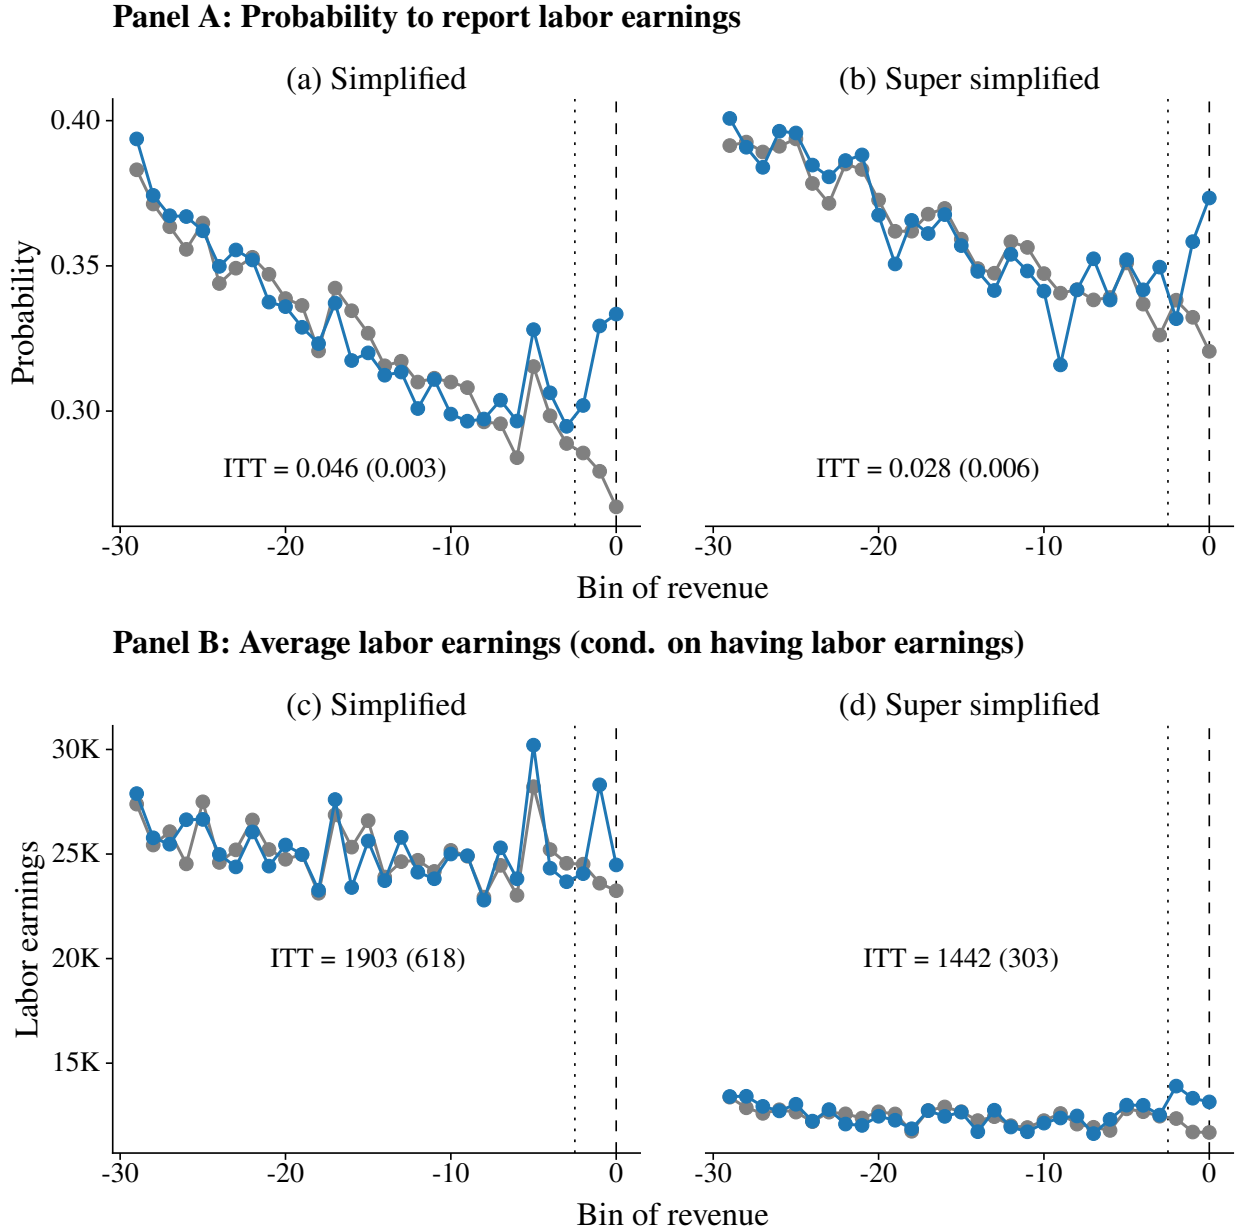 Panel A: Probability to report labor earnings
(a) Simplified
(b) Super simplified
0.40
0.35
0.30
Probability
ITT = 0.046 (0.003)
ITT = 0.028 (0.006)
-30 -20 -10 0
-30 -20 -10 0
Bin of revenue
Panel B: Average labor earnings (cond. on having labor earnings)
(c) Simplified
(d) Super simplified
30K
25K
20K
15K
Labor earnings
ITT = 1903 (618)
ITT = 1442 (303)
-30 -20 -10 0
-30 -20 -10 0
Bin of revenue